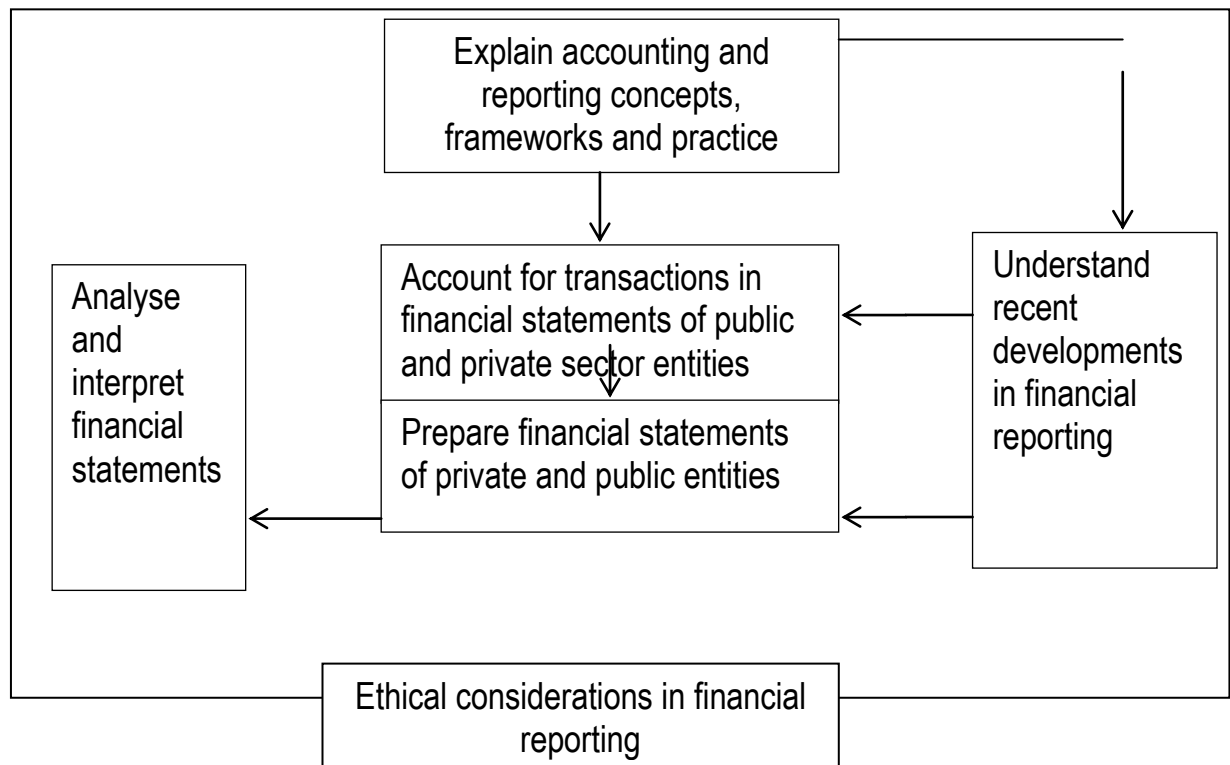 Explain accounting and
reporting concepts,
frameworks and practice
Account for transactions in
financial statements of public
and private sector entities
Prepare financial statements
of private and public entities
Analyse
and
interpret
financial
statements
Understand
recent
developments
in financial
reporting
Ethical considerations in financial
reporting